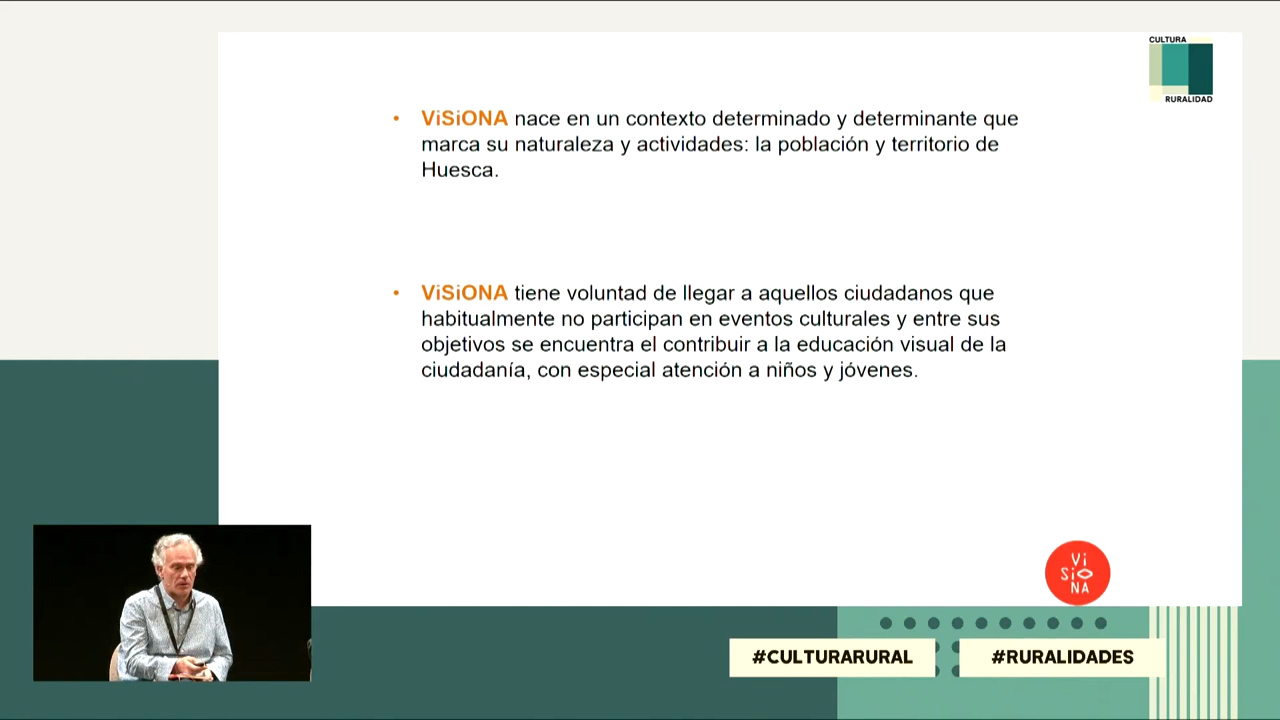 CULTURA
RURALIDAD
• ViSiONA nace en un contexto determinado y determinante que
marca su naturaleza y actividades: la población y territorio de
Huesca.
• ViSiONA tiene voluntad de llegar a aquellos ciudadanos que
habitualmente no participan en eventos culturales y entre sus
objetivos se encuentra el contribuir a la educación visual de la
ciudadanía, con especial atención a niños y jóvenes.
Vi
SiO
NA
#CULTURARURAL
#RURALIDADES